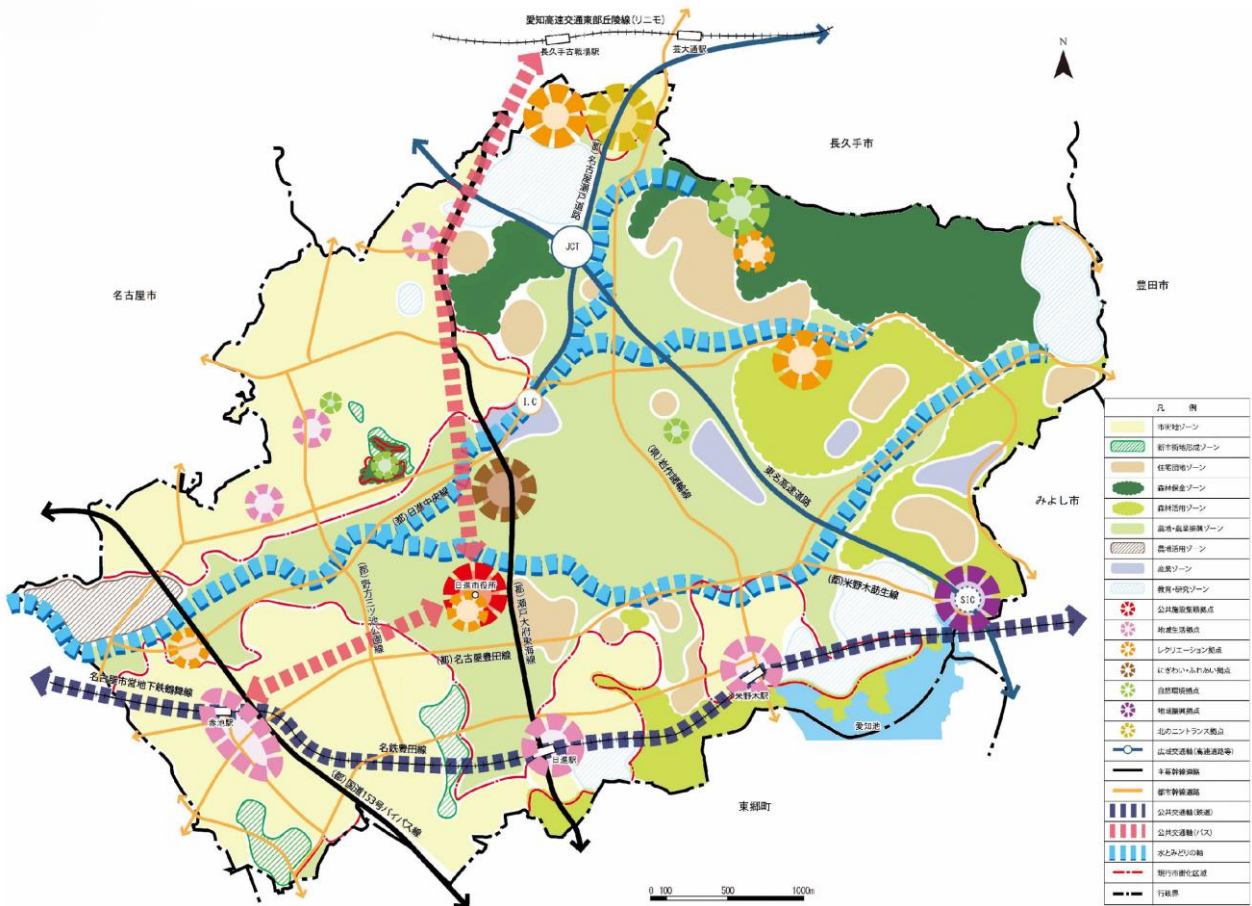 愛知高速交通東部丘陵線(リニモ)
長久手古戦場駅
芸大通駅
N
長久手市
(都)名古屋瀬戸道路
JCT
名古屋市
豊田市
I.C
(県)岩作諸輪線
東名高速道路
みよし市
(都)日進中央線
日進市役所
(都)野方三ツ池公園線
(都)瀬戸大府東海線
(都)米野木莇生線
SIC
(都)名古屋豊田線
名古屋市営地下鉄鶴舞線
赤池駅
米野木駅
愛知池
名鉄豊田線
日進駅
(都)国道153号バイパス線
東郷町
0 100 500 1000m
凡 例
市街地ゾーン
新市街地形成ゾーン
住宅団地ゾーン
森林保全ゾーン
森林活用ゾーン
農地・農業振興ゾーン
農地活用ゾーン
産業ゾーン
教育・研究ゾーン
公共施設集積拠点
地域生活拠点
レクリエーション拠点
にぎわい・ふれあい拠点
自然環境拠点
地域振興拠点
北のエントランス拠点
広域交通軸(高速道路等)
主要幹線道路
都市幹線道路
公共交通軸(鉄道)
公共交通軸(バス)
水とみどりの軸
現行市街化区域
行政界